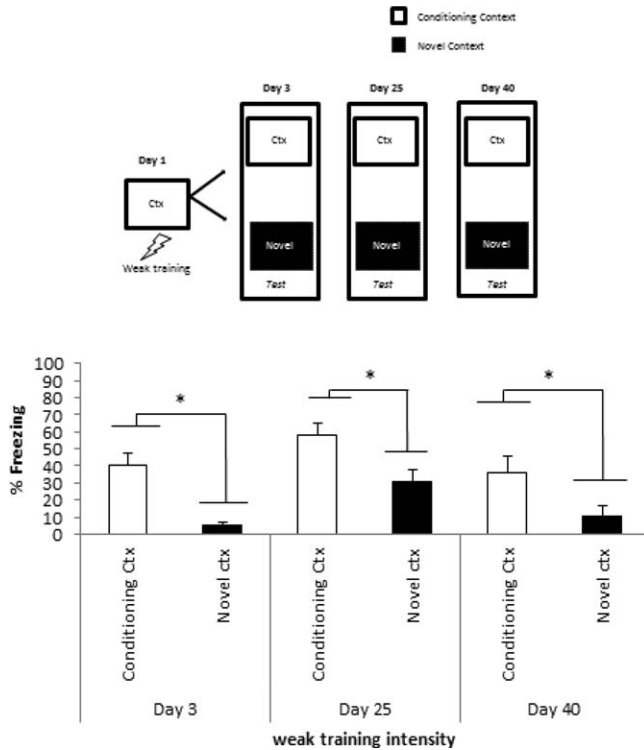 Conditioning Context
Novel Context
Day 3
Day 25
Day 40
Day 1
Ctx
Ctx
Ctx
Ctx
Weak training
Novel
Novel
Novel
Test
Test
Test
% Freezing
100
90
80
70
60
50
40
30
20
10
0
*
*
*
Conditioning Ctx
Novel ctx
Conditioning Ctx
Novel Ctx
Conditioning Ctx
Novel Ctx
Day 3
Day 25
Day 40
weak training intensity